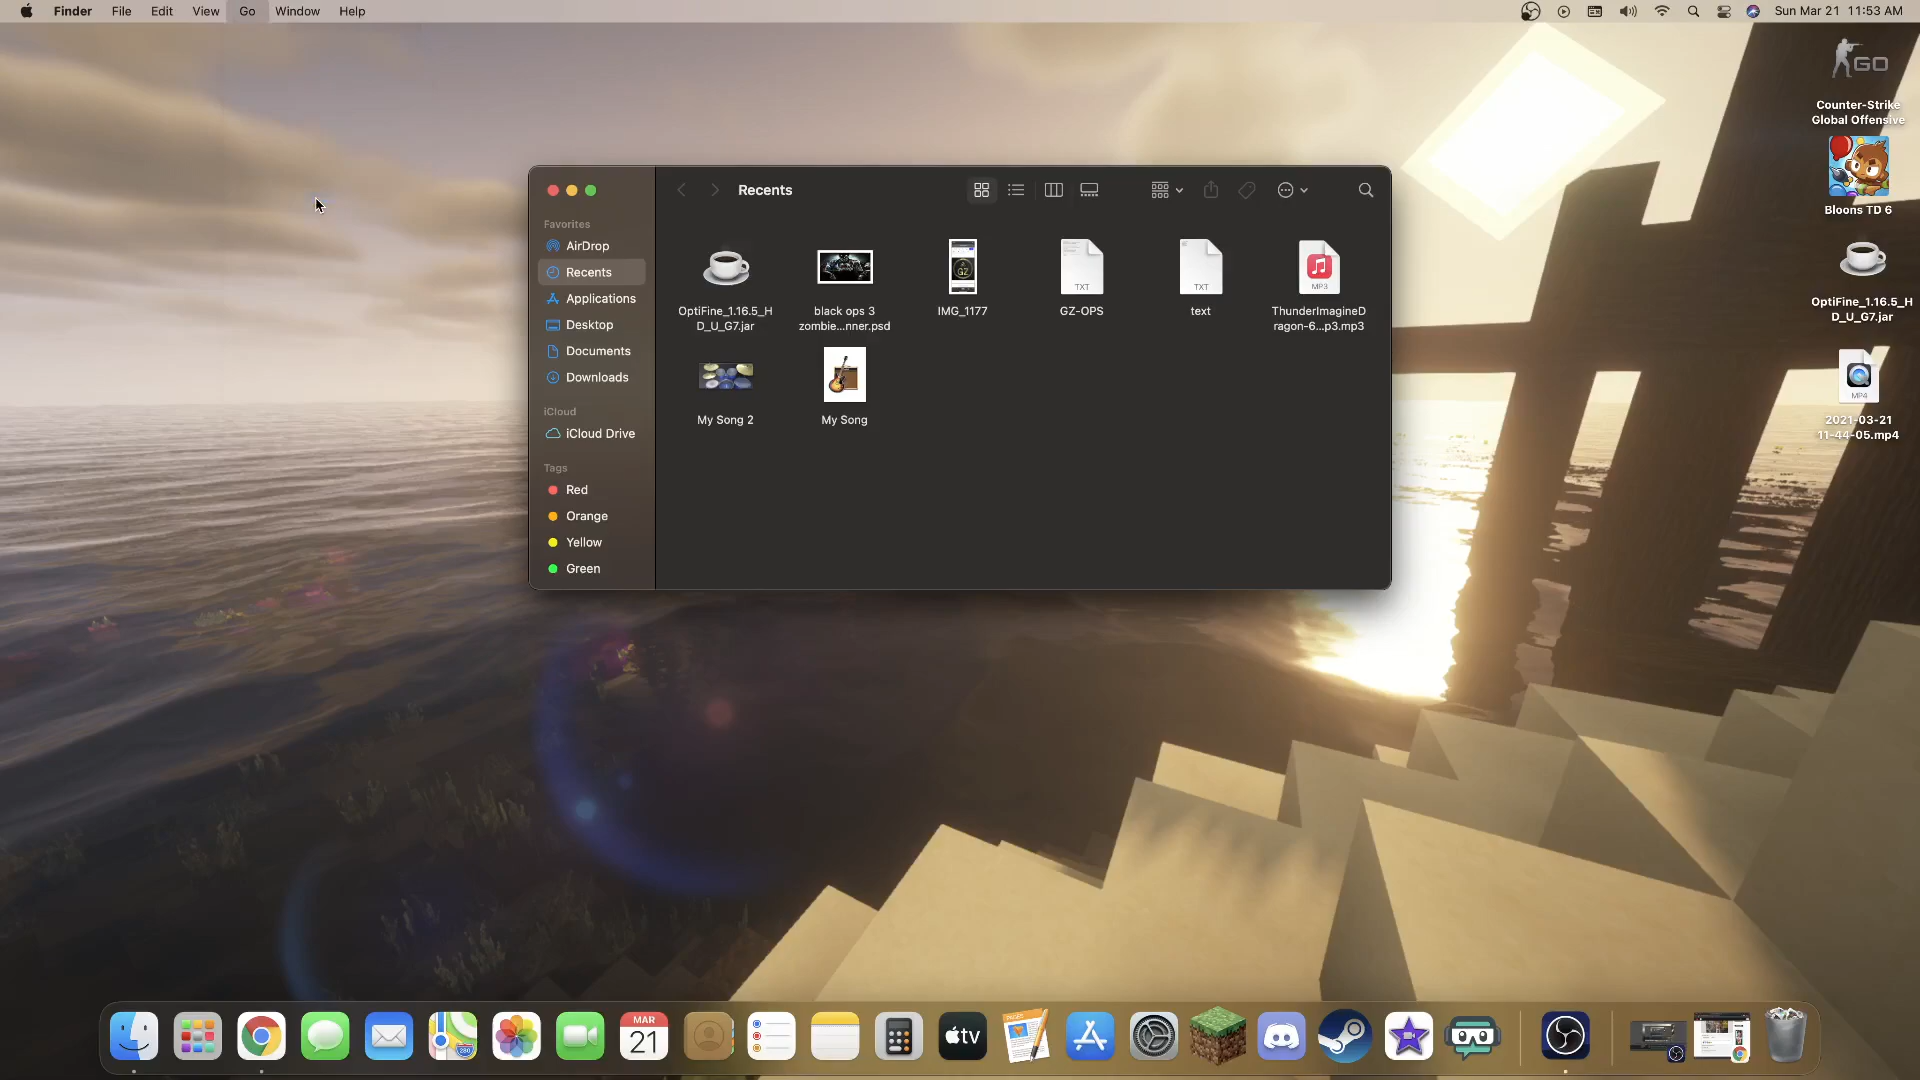 Finder File Edit View Go Window Help
Sun Mar 21 11:53 AM
GO
Counter-Strike
Global Offensive
Bloons TD 6
OptiFine_1.16.5_H
D_U_G7.jar
MP4
2021-03-21
11-44-05.mp4
Recents
Favorites
AirDrop
Recents
Applications
Desktop
Documents
Downloads
iCloud
iCloud Drive
Tags
Red
Orange
Yellow
Green
GZ
TXT
TXT
MP3
OptiFine_1.16.5_H
D_U_G7.jar
black ops 3
zombie...nner.psd
IMG_1177
GZ-OPS
text
ThunderImagineD
ragon-6...p3.mp3
My Song 2
My Song
280
MAR
21
tv
PAGES